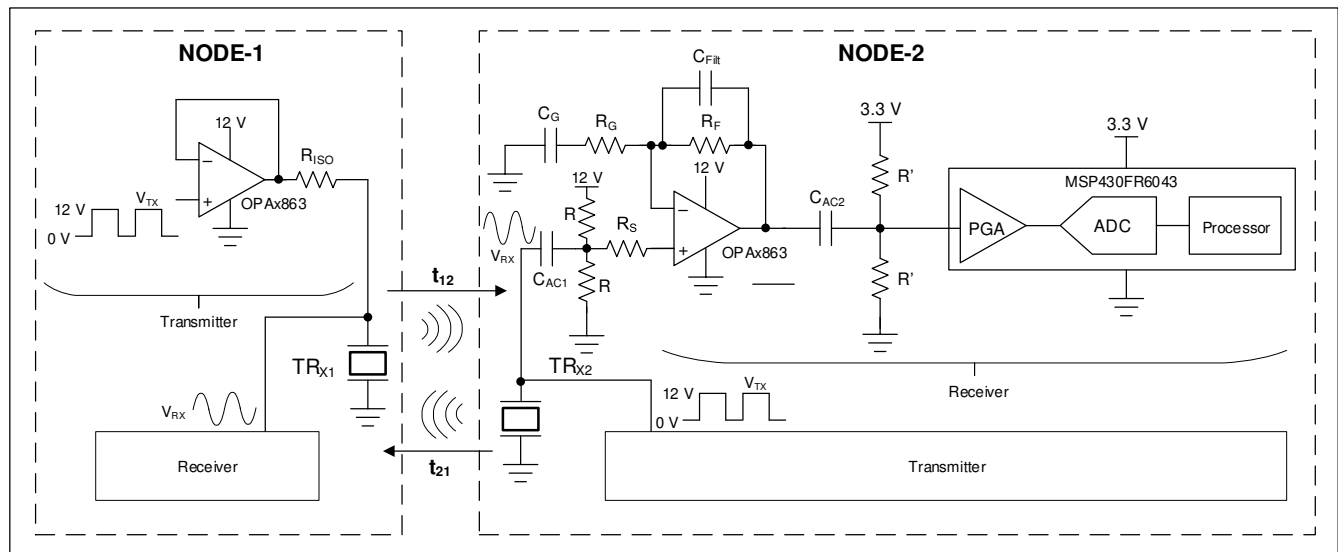 NODE-1
12 V
R_ISO
V_TX
12 V
0 V
−
+
OPAx863
Transmitter
TR_X1
V_RX
Receiver
t_12
t_21
NODE-2
C_Filt
C_G
R_G
R_F
12 V
12 V
R
R_S
−
+
OPAx863
V_RX
C_AC1
R
C_AC2
3.3 V
R'
R'
3.3 V
MSP430FR6043
PGA
ADC
Processor
Receiver
TR_X2
12 V
V_TX
0 V
Transmitter